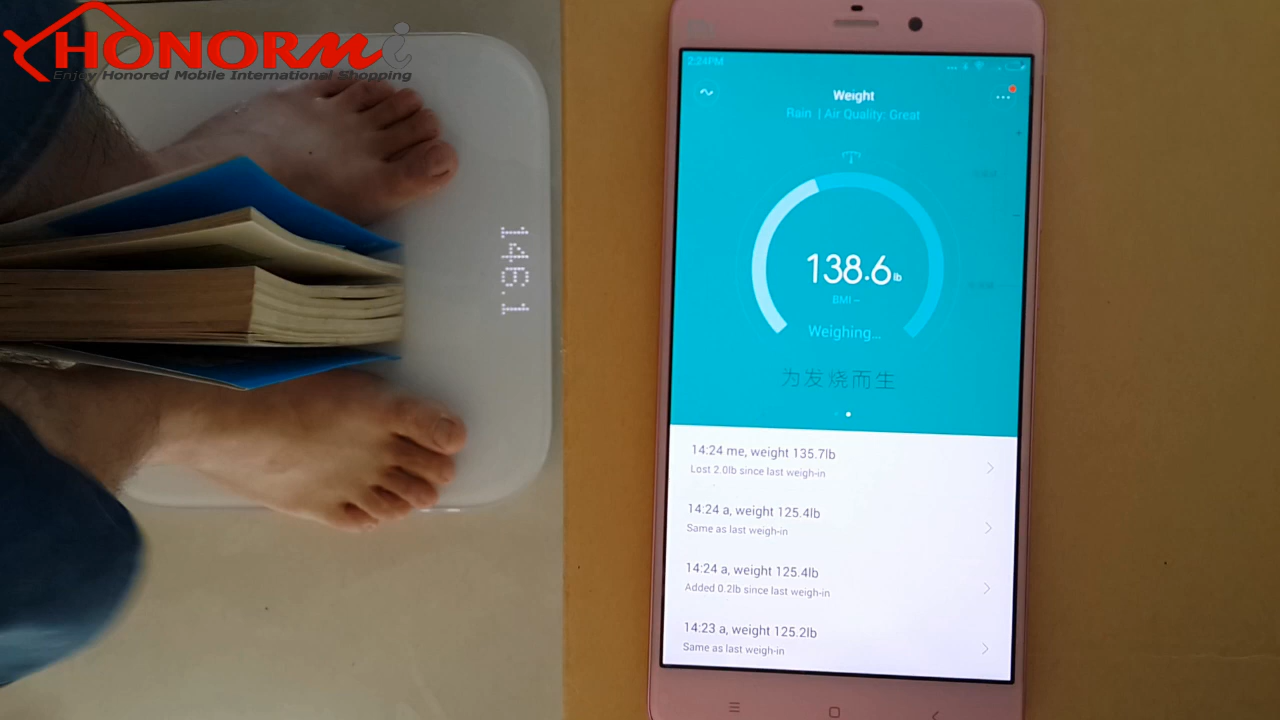 HONORMi
Enjoy Honored Mobile International Shopping
146.1
2:24PM
Weight
Rain | Air Quality: Great
138.6lb
BMI --
Weighing...
为发烧而生
14:24 me, weight 135.7lb
Lost 2.0lb since last weigh-in
14:24 a, weight 125.4lb
Same as last weigh-in
14:24 a, weight 125.4lb
Added 0.2lb since last weigh-in
14:23 a, weight 125.2lb
Same as last weigh-in